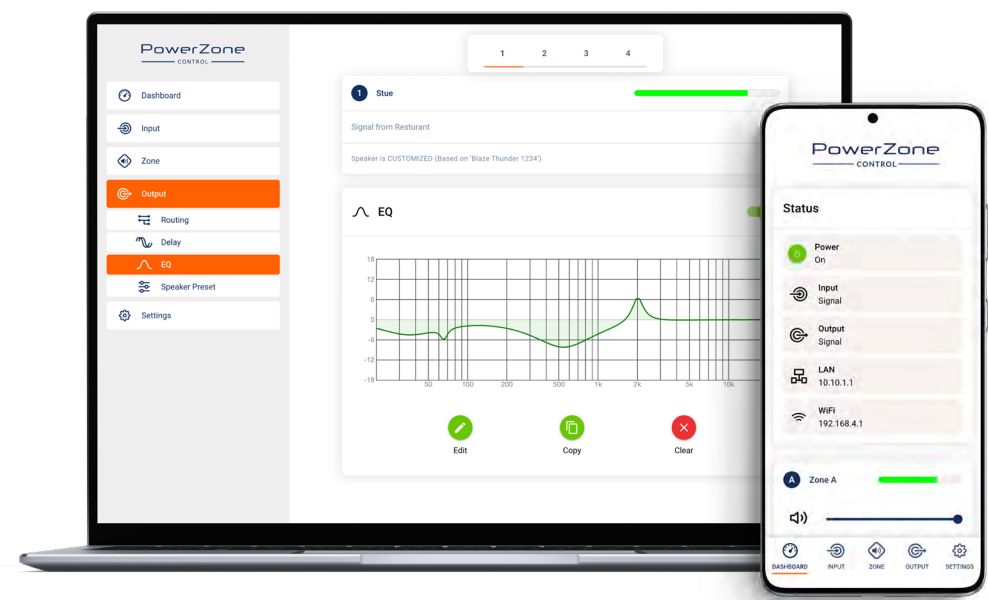 PowerZone
CONTROL
Dashboard
Input
Zone
Output
Routing
Delay
EQ
Speaker Preset
Settings
1 2 3 4
1 Stue
Signal from Resturant
Speaker is CUSTOMIZED (Based on 'Blaze Thunder 1234')
EQ
18
12
6
0
-6
-12
-18
50 100 200 500 1k 2k 5k 10k
Edit Copy Clear
PowerZone
CONTROL
Status
Power
On
Input
Signal
Output
Signal
LAN
10.10.1.1
WiFi
192.168.4.1
A Zone A
DASHBOARD INPUT ZONE OUTPUT SETTINGS